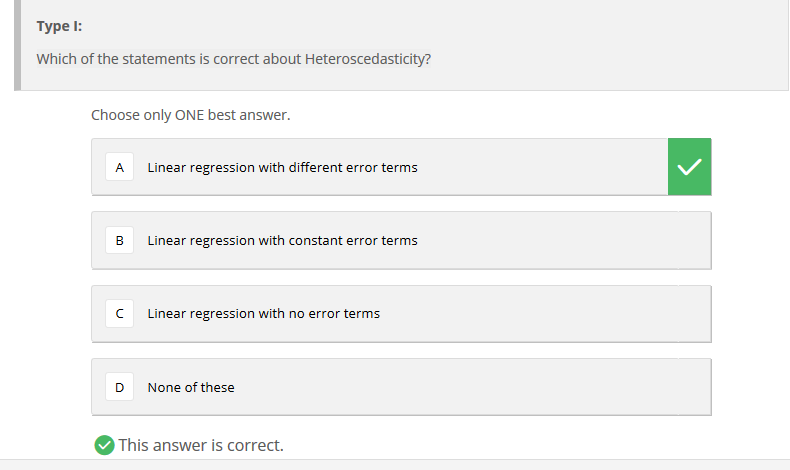 Type I:
Which of the statements is correct about Heteroscedasticity?
Choose only ONE best answer.
A Linear regression with different error terms
B Linear regression with constant error terms
C Linear regression with no error terms
D None of these
This answer is correct.